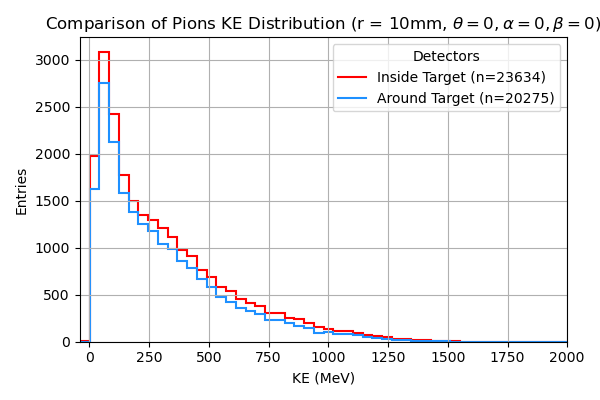 Comparison of Pions KE Distribution (r = 10mm, θ = 0, α = 0, β = 0)
Detectors
Inside Target (n=23634)
Around Target (n=20275)
Entries
3000
2500
2000
1500
1000
500
0
0 250 500 750 1000 1250 1500 1750 2000
KE (MeV)